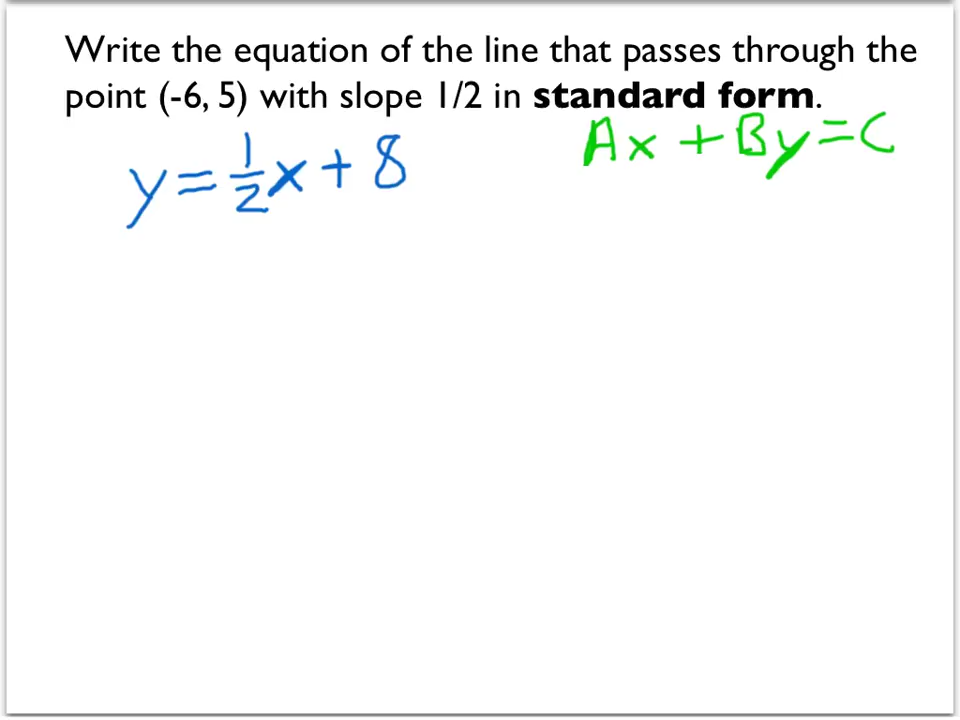 Write the equation of the line that passes through the
point (-6, 5) with slope 1/2 in standard form.
Ax + By = C
y = 1/2 x + 8